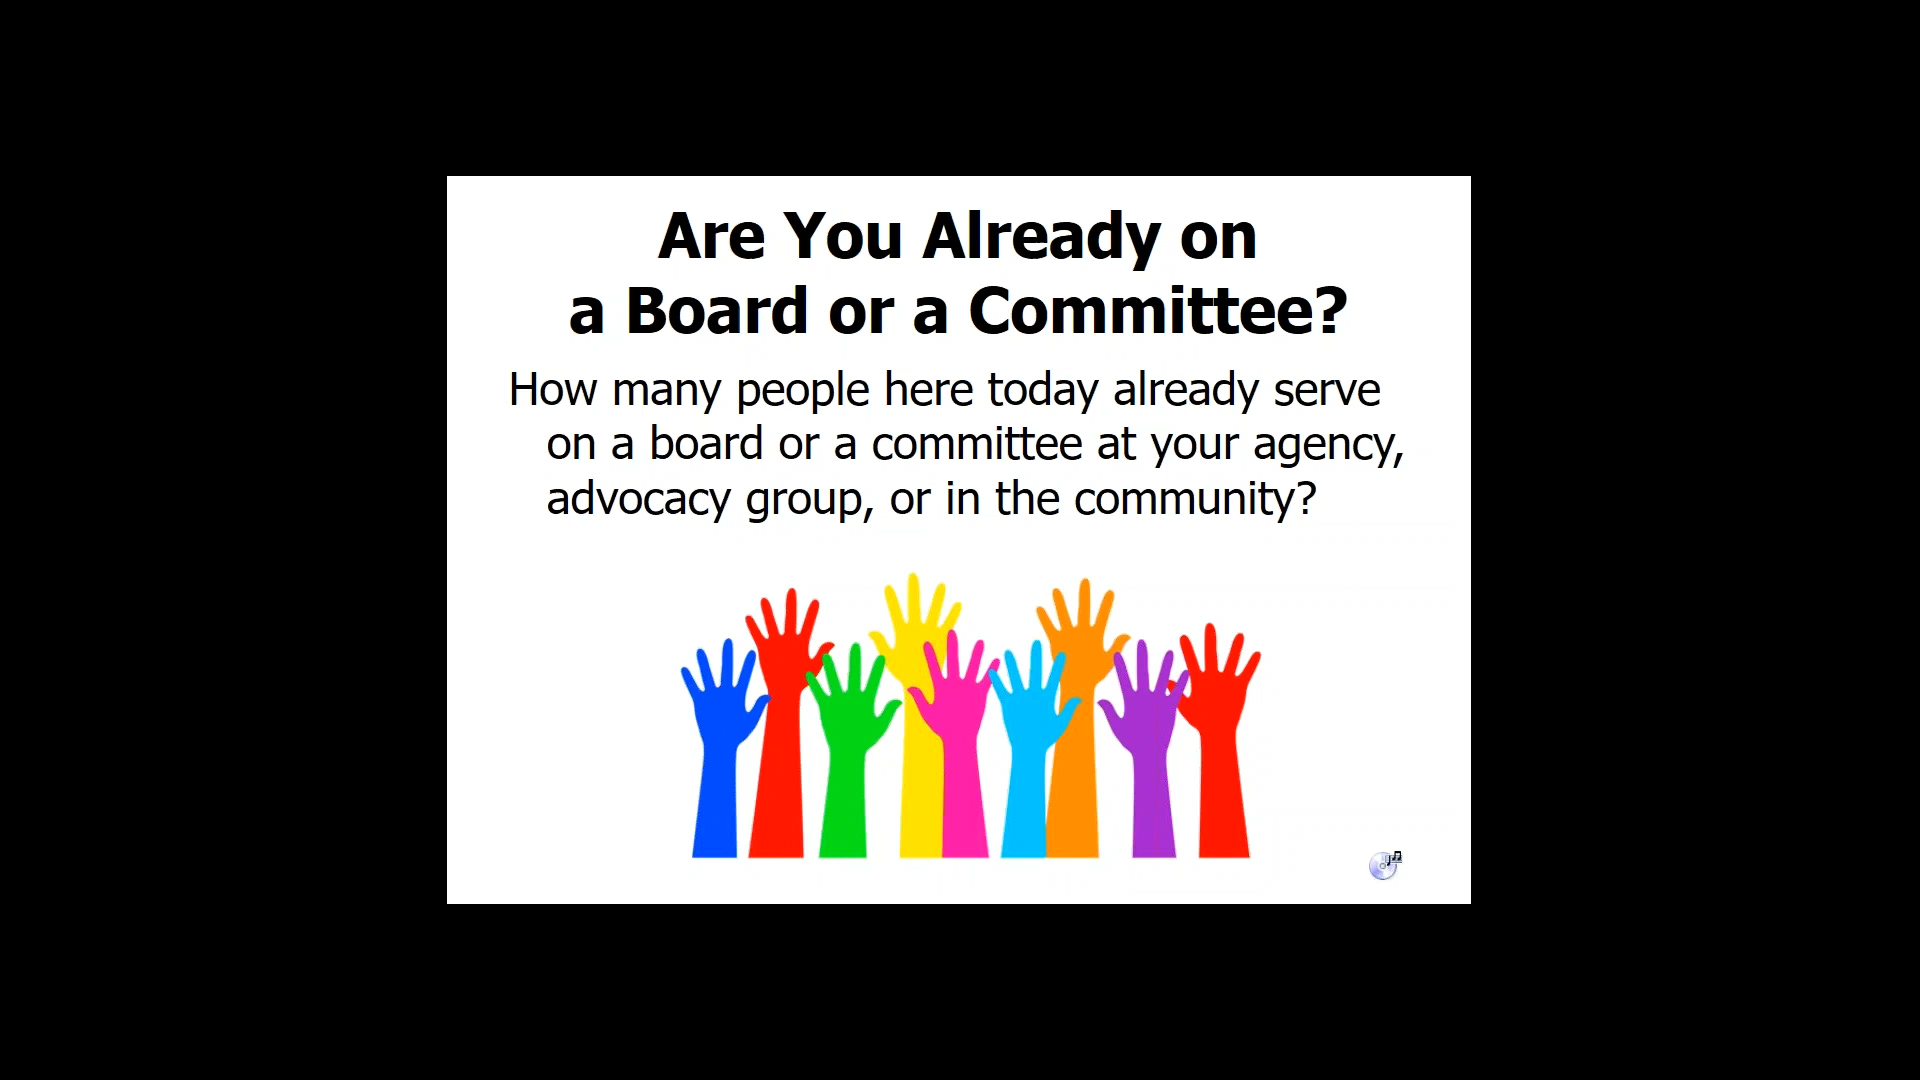 Are You Already on
a Board or a Committee?
How many people here today already serve
on a board or a committee at your agency,
advocacy group, or in the community?